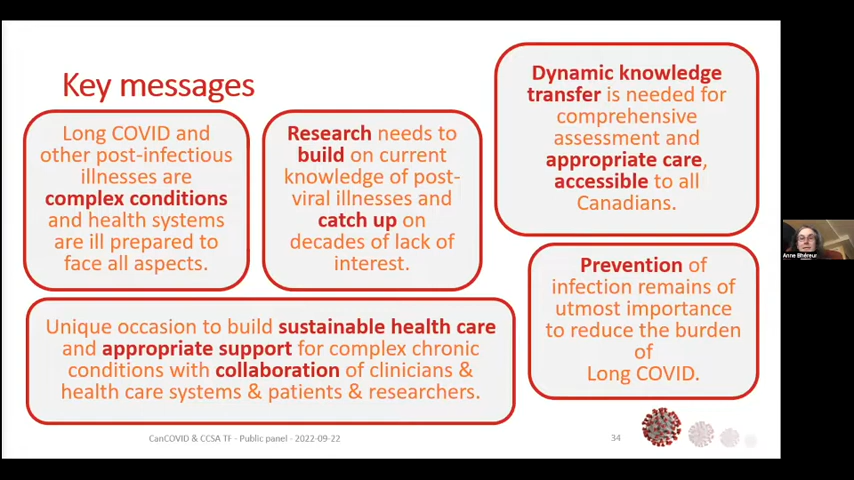 Key messages
Long COVID and
other post-infectious
illnesses are
complex conditions
and health systems
are ill prepared to
face all aspects.
Research needs to
build on current
knowledge of post-
viral illnesses and
catch up on
decades of lack of
interest.
Dynamic knowledge
transfer is needed for
comprehensive
assessment and
appropriate care,
accessible to all
Canadians.
Unique occasion to build sustainable health care
and appropriate support for complex chronic
conditions with collaboration of clinicians &
health care systems & patients & researchers.
Prevention of
infection remains of
utmost importance
to reduce the burden
of
Long COVID.
CanCOVID & CCSA TF - Public panel - 2022-09-22
34
Anne Bhéreur